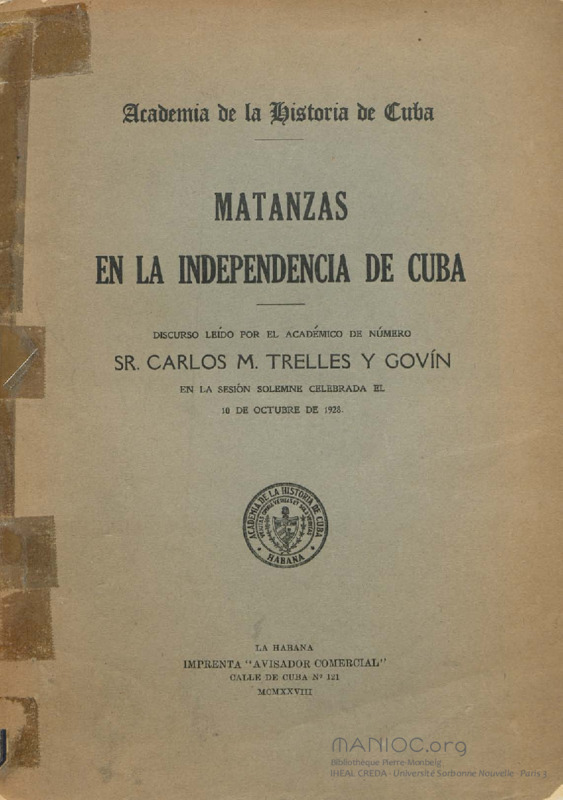 Academia de la Historia de Cuba
MATANZAS
EN LA INDEPENDENCIA DE CUBA
DISCURSO LEÍDO POR EL ACADÉMICO DE NÚMERO
SR. CARLOS M. TRELLES Y GOVÍN
EN LA SESIÓN SOLEMNE CELEBRADA EL
10 DE OCTUBRE DE 1928.
ACADEMIA DE LA HISTORIA DE CUBA
HABANA
LA HABANA
IMPRENTA "AVISADOR COMERCIAL"
CALLE DE CUBA Nº 121
MCMXXVIII
MANIOC.org
Bibliothèque Pierre-Monbeig
IHEAL CREDA - Université Sorbonne Nouvelle - Paris 3